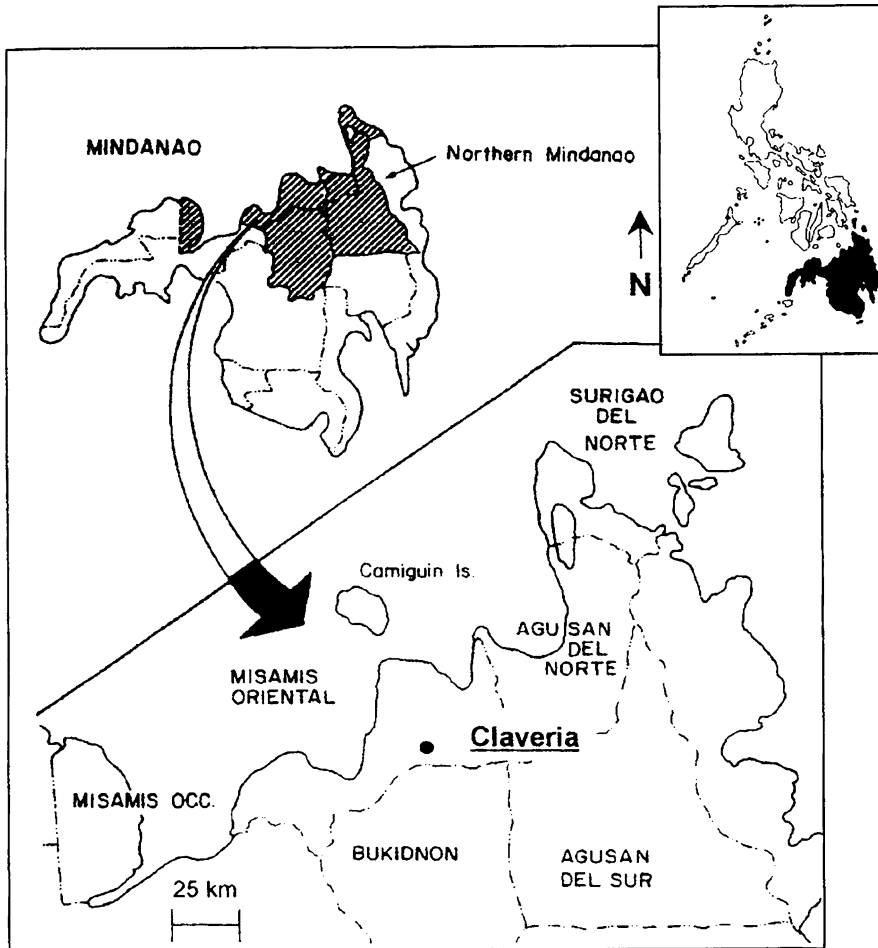 MINDANAO
Northern Mindanao
N
SURIGAO
DEL
NORTE
Camiguin Is.
AGUSAN
DEL
NORTE
MISAMIS
ORIENTAL
Claveria
MISAMIS OCC.
BUKIDNON
AGUSAN
DEL SUR
25 km